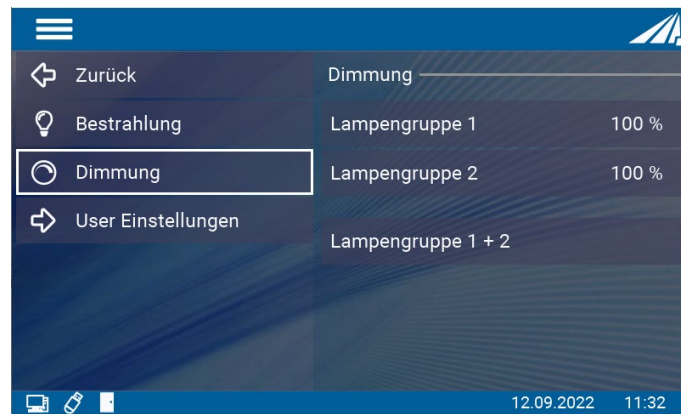 Zurück
Bestrahlung
Dimmung
User Einstellungen
Dimmung
Lampengruppe 1 100 %
Lampengruppe 2 100 %
Lampengruppe 1 + 2
12.09.2022 11:32